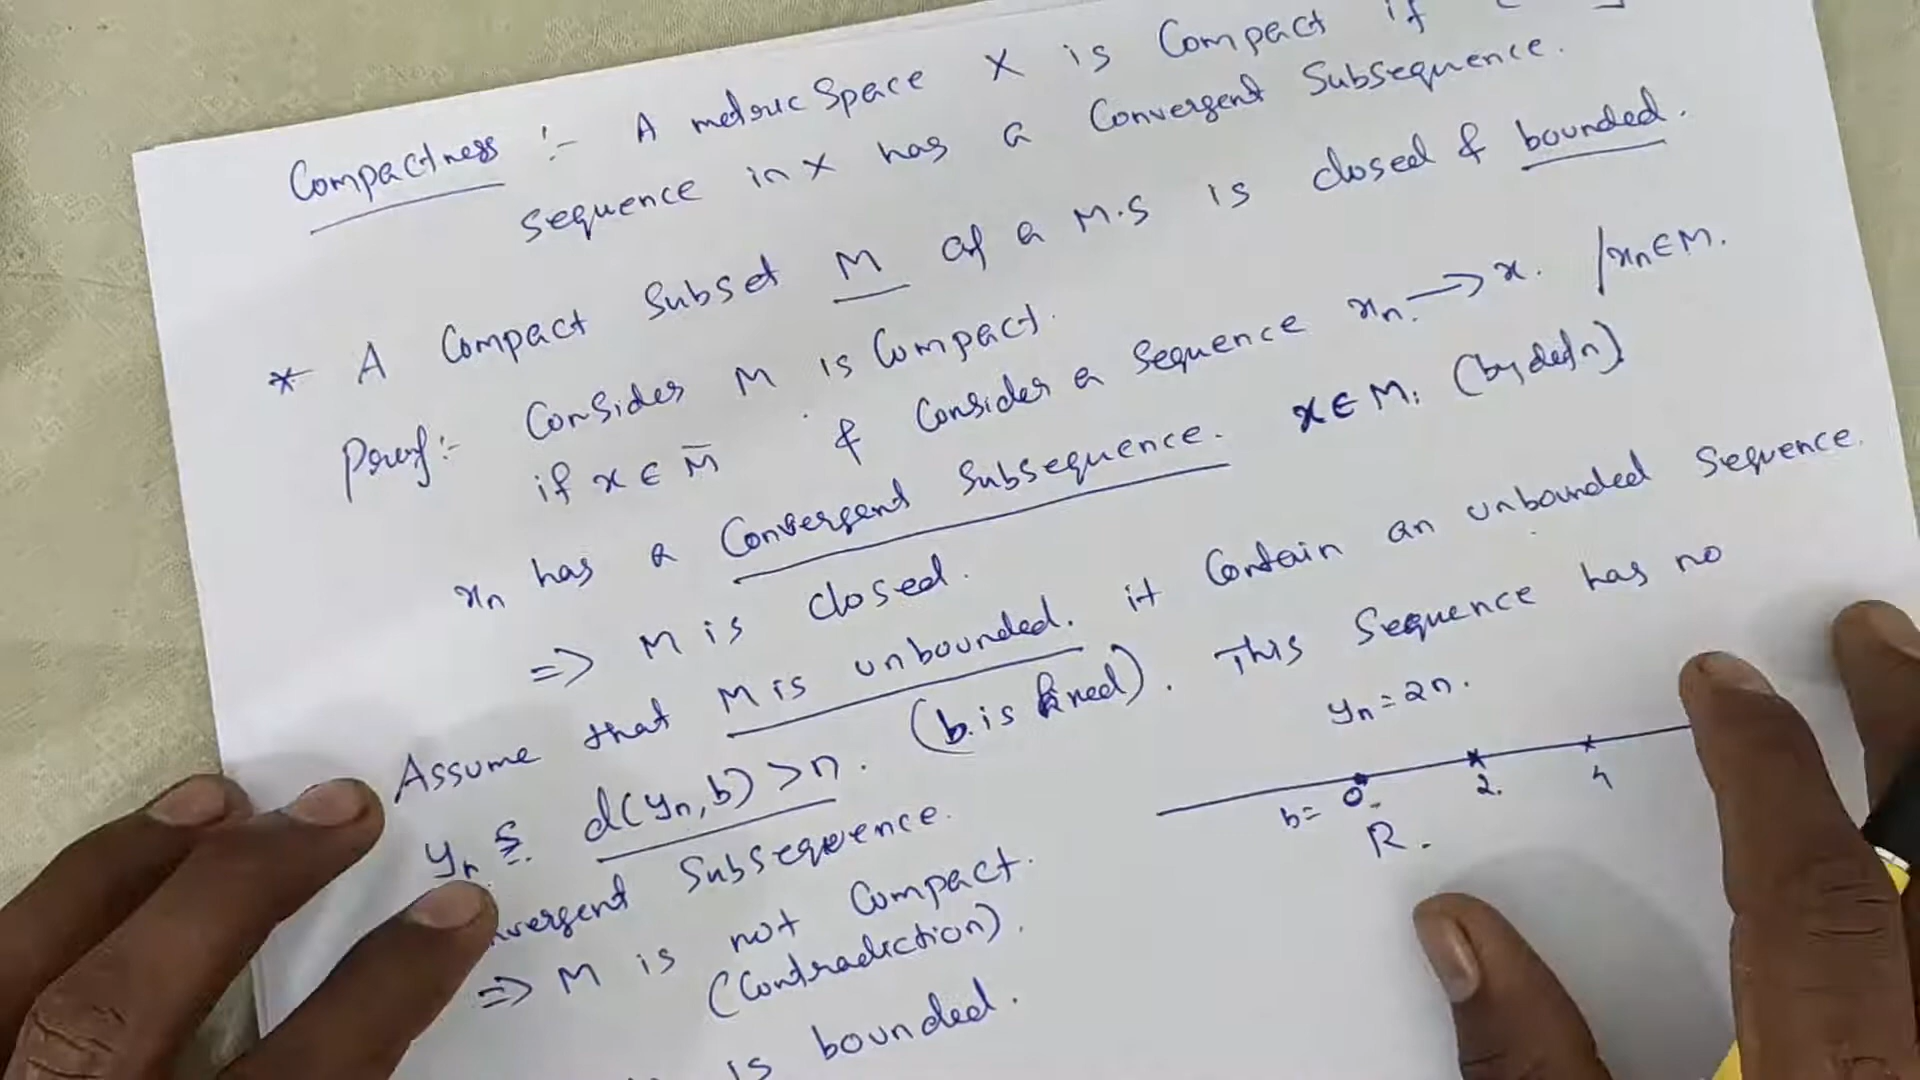 Compactness :- A metric Space X is Compact if
sequence in X has a Convergent Subsequence.
* A Compact Subset M of a M.S is closed & bounded.
Proof:- Consider M is Compact.
if x ∈ M̄ & Consider a Sequence xn → x. / xn ∈ M.
xn has a Convergent Subsequence. x ∈ M. (by defn)
=> M is closed.
Assume that M is unbounded. it Contain an unbounded Sequence.
yn d(yn, b) > n. (b is fixed). This Sequence has no
Subsequence.
=> M is not Compact.
(Contradiction).
is bounded.
yn = 2n.
b = 0 2. 4
R.